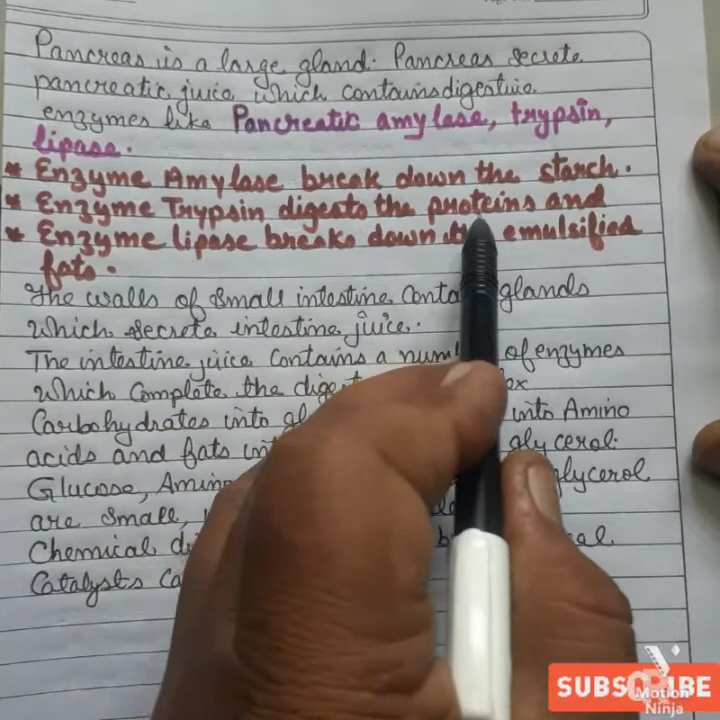 Pancreas is a large gland. Pancreas secrete
pancreatic juice which contains digestive
enzymes like Pancreatic amylase, trypsin,
lipase.
* Enzyme Amylase break down the starch.
* Enzyme Trypsin digests the proteins and
* Enzyme lipase breaks down emulsified
fats.
The walls of small intestine glands
which secrete intestine juice.
The intestine juice contains a of enzymes
which complete the
Carbohydrates into into Amino
acids and fats glycerol.
Glucose, glycerol
are small,
Chemical
Catalysts
SUBSCRIBE
Motion
Ninja